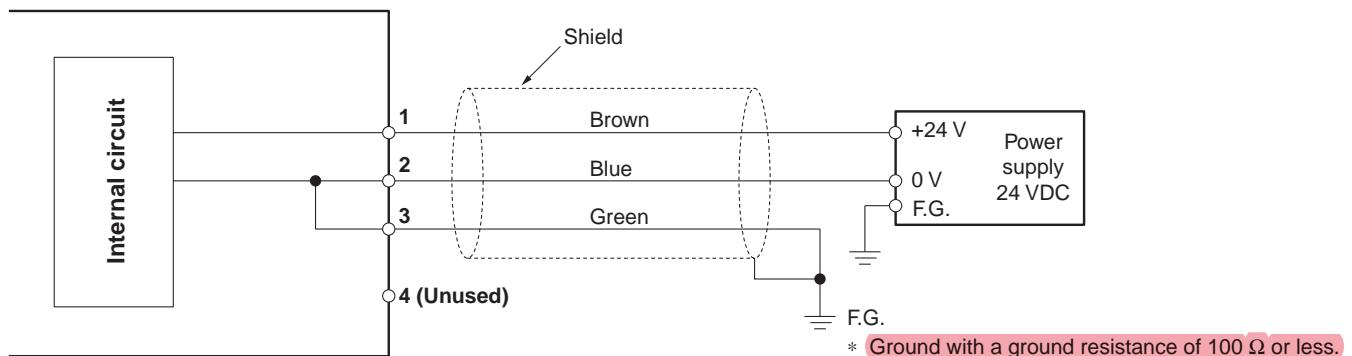 Shield
Internal circuit
1
Brown
2
Blue
3
Green
4 (Unused)
+24 V
0 V
F.G.
Power
supply
24 VDC
F.G.
* Ground with a ground resistance of 100 Ω or less.